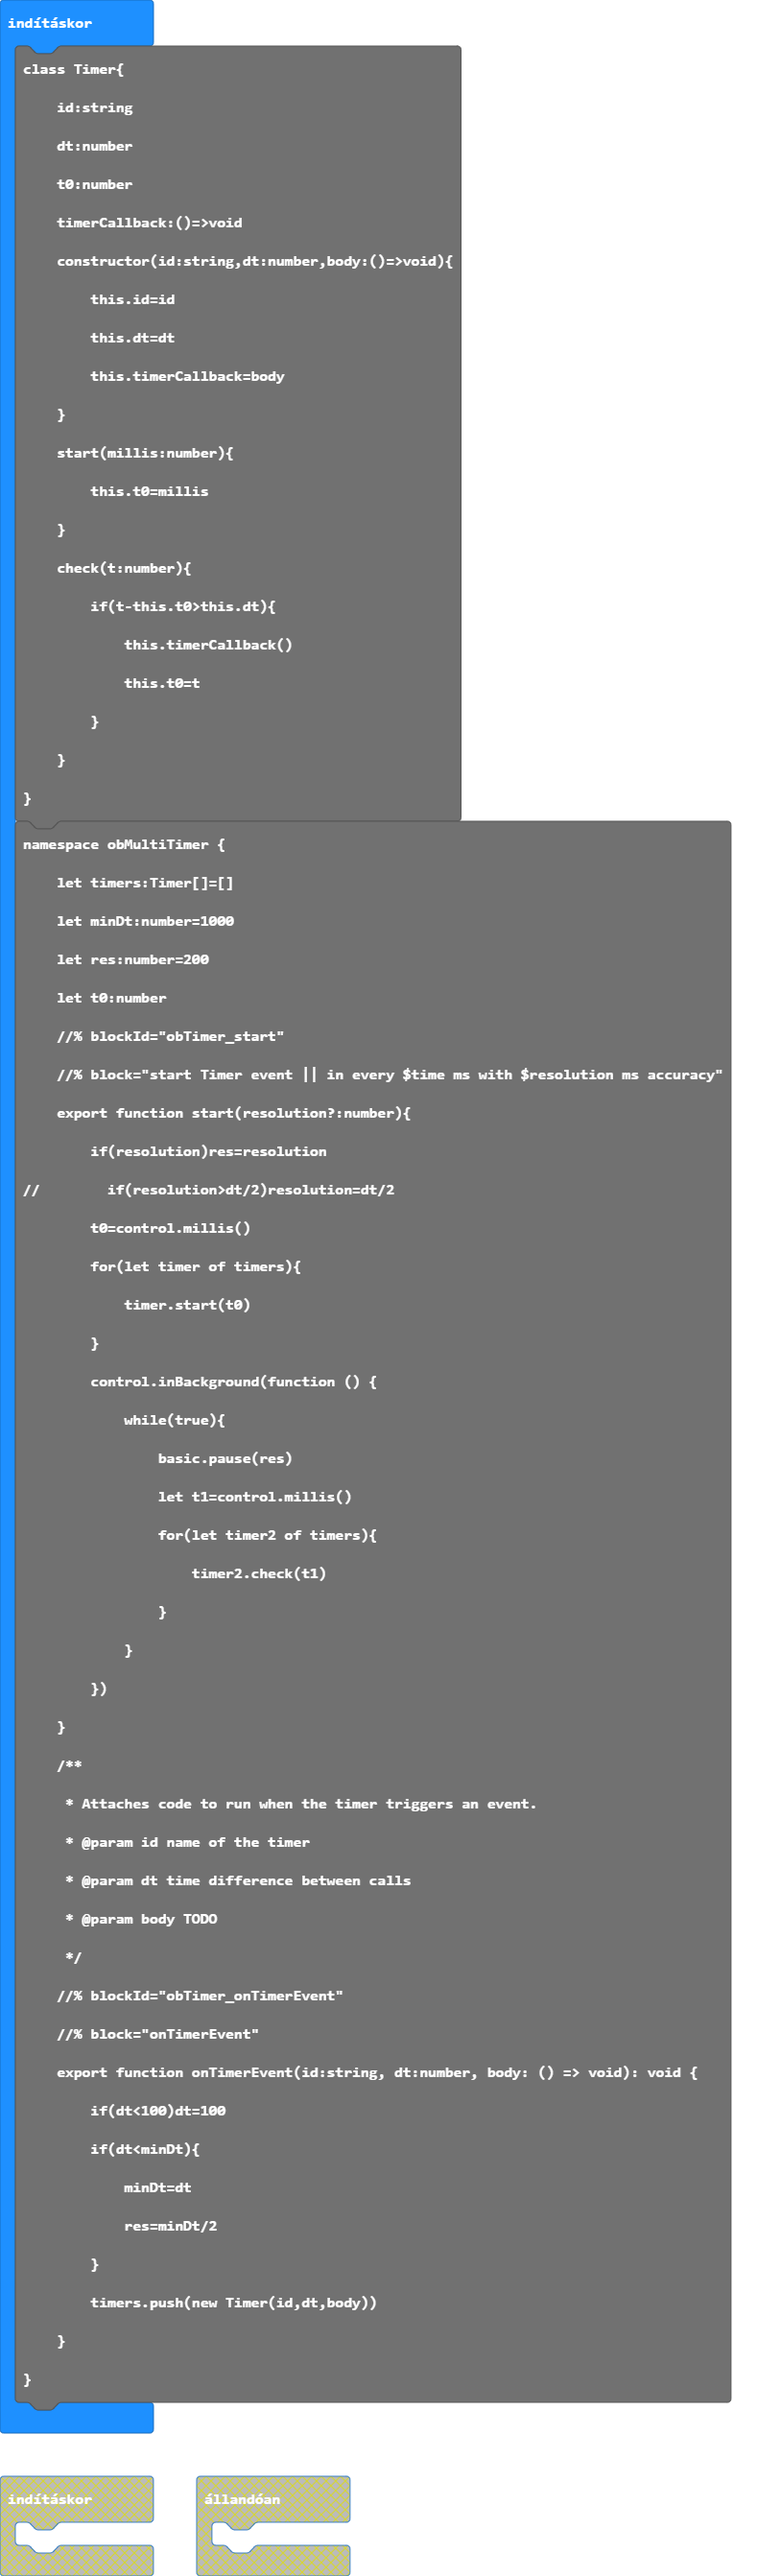 indításkor
class Timer{
    id:string
    dt:number
    t0:number
    timerCallback:()=>void
    constructor(id:string,dt:number,body:()=>void){
        this.id=id
        this.dt=dt
        this.timerCallback=body
    }
    start(millis:number){
        this.t0=millis
    }
    check(t:number){
        if(t-this.t0>this.dt){
            this.timerCallback()
            this.t0=t
        }
    }
}
namespace obMultiTimer {
    let timers:Timer[]=[]
    let minDt:number=1000
    let res:number=200
    let t0:number
    //% blockId="obTimer_start"
    //% block="start Timer event || in every $time ms with $resolution ms accuracy"
    export function start(resolution?:number){
        if(resolution)res=resolution
//        if(resolution>dt/2)resolution=dt/2
        t0=control.millis()
        for(let timer of timers){
            timer.start(t0)
        }
        control.inBackground(function () {
            while(true){
                basic.pause(res)
                let t1=control.millis()
                for(let timer2 of timers){
                    timer2.check(t1)
                }
            }
        })
    }
    /**
     * Attaches code to run when the timer triggers an event.
     * @param id name of the timer
     * @param dt time difference between calls
     * @param body TODO
     */
    //% blockId="obTimer_onTimerEvent"
    //% block="onTimerEvent"
    export function onTimerEvent(id:string, dt:number, body: () => void): void {
        if(dt<100)dt=100
        if(dt<minDt){
            minDt=dt
            res=minDt/2
        }
        timers.push(new Timer(id,dt,body))
    }
}
indításkor
állandóan